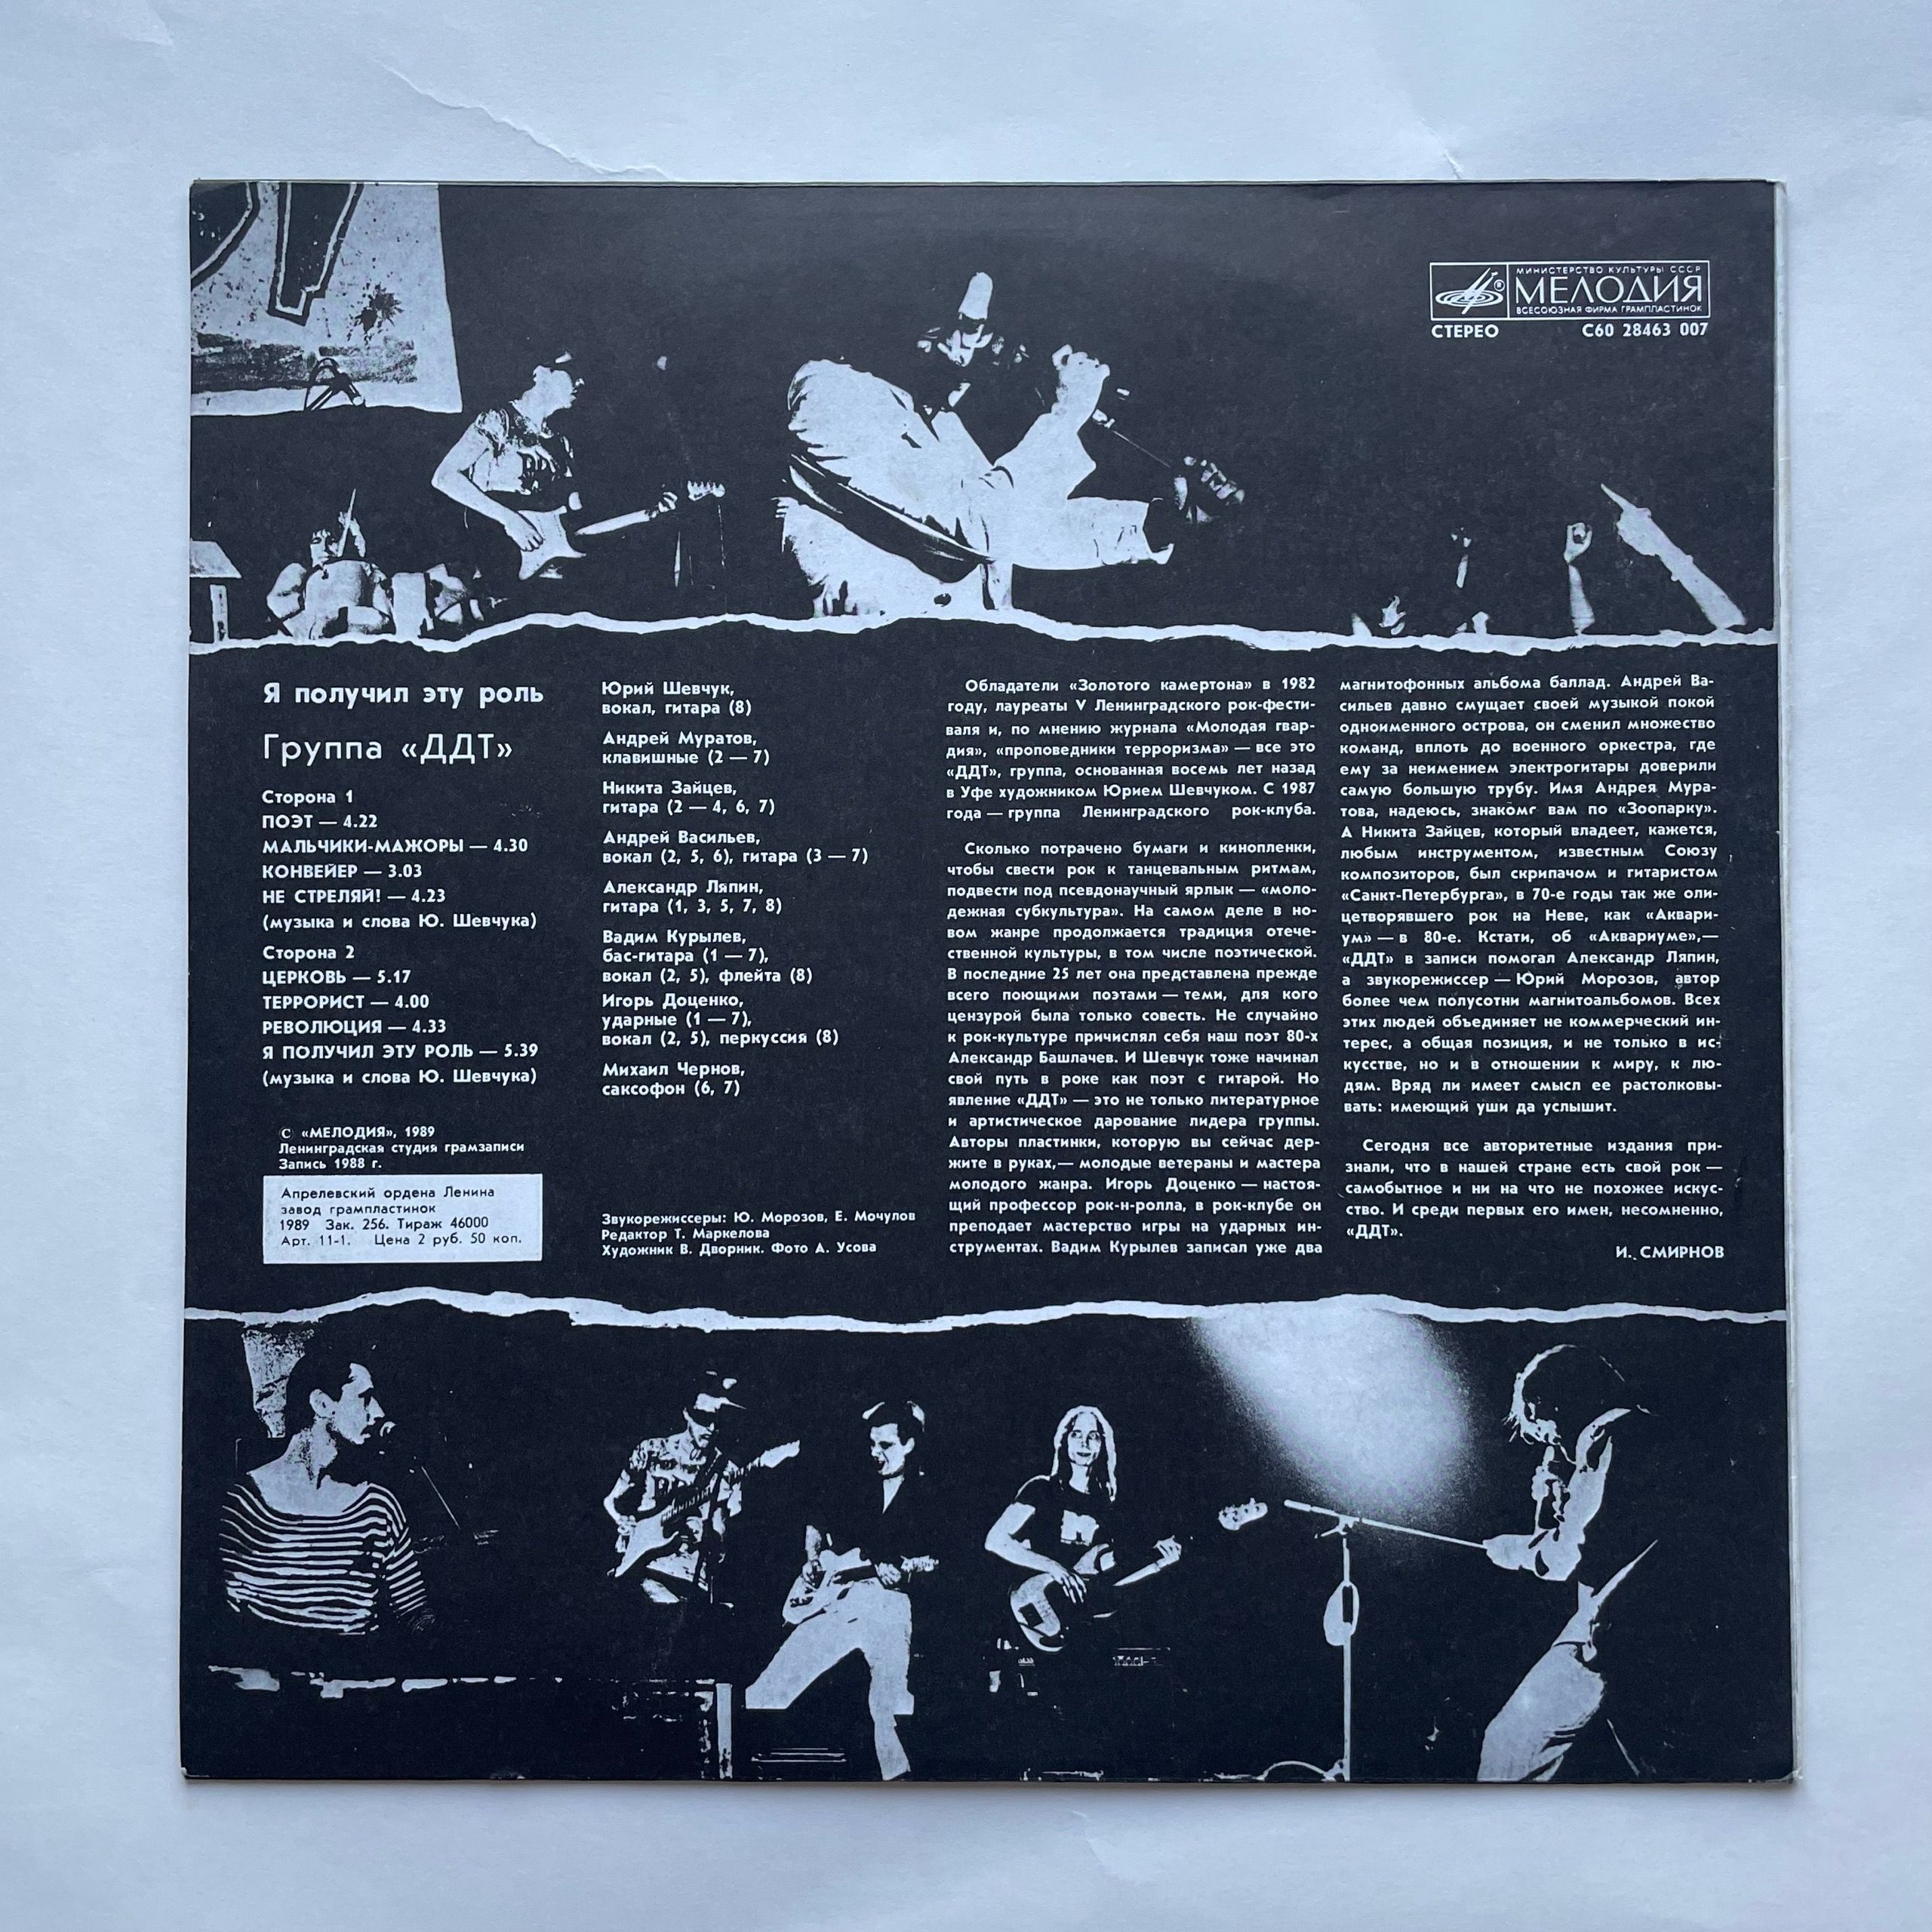 МИНИСТЕРСТВО КУЛЬТУРЫ СССР
МЕЛОДИЯ
ВСЕСОЮЗНАЯ ФИРМА ГРАМПЛАСТИНОК
СТЕРЕО С60 28463 007
Я получил эту роль
Группа «ДДТ»
Сторона 1
ПОЭТ — 4.22
МАЛЬЧИКИ-МАЖОРЫ — 4.30
КОНВЕЙЕР — 3.03
НЕ СТРЕЛЯЙ! — 4.23
(музыка и слова Ю. Шевчука)
Сторона 2
ЦЕРКОВЬ — 5.17
ТЕРРОРИСТ — 4.00
РЕВОЛЮЦИЯ — 4.33
Я ПОЛУЧИЛ ЭТУ РОЛЬ — 5.39
(музыка и слова Ю. Шевчука)
© «МЕЛОДИЯ», 1989
Ленинградская студия грамзаписи
Запись 1988 г.
Апрелевский ордена Ленина
завод грампластинок
1989 Зак. 256. Тираж 46000
Арт. 11-1. Цена 2 руб. 50 коп.
Юрий Шевчук,
вокал, гитара (8)
Андрей Муратов,
клавишные (2 — 7)
Никита Зайцев,
гитара (2 — 4, 6, 7)
Андрей Васильев,
вокал (2, 5, 6), гитара (3 — 7)
Александр Ляпин,
гитара (1, 3, 5, 7, 8)
Вадим Курылев,
бас-гитара (1 — 7),
вокал (2, 5), флейта (8)
Игорь Доценко,
ударные (1 — 7),
вокал (2, 5), перкуссия (8)
Михаил Чернов,
саксофон (6, 7)
Звукорежиссеры: Ю. Морозов, Е. Мочулов
Редактор Т. Маркелова
Художник В. Дворник. Фото А. Усова
Обладатели «Золотого камертона» в 1982
году, лауреаты V Ленинградского рок-фести-
валя и, по мнению журнала «Молодая гвар-
дия», «проповедники терроризма» — все это
«ДДТ», группа, основанная восемь лет назад
в Уфе художником Юрием Шевчуком. С 1987
года — группа Ленинградского рок-клуба.
Сколько потрачено бумаги и кинопленки,
чтобы свести рок к танцевальным ритмам,
подвести под псевдонаучный ярлык — «моло-
дежная субкультура». На самом деле в но-
вом жанре продолжается традиция отече-
ственной культуры, в том числе поэтической.
В последние 25 лет она представлена прежде
всего поющими поэтами — теми, для кого
цензурой была только совесть. Не случайно
к рок-культуре причислял себя наш поэт 80-х
Александр Башлачев. И Шевчук тоже начинал
свой путь в роке как поэт с гитарой. Но
явление «ДДТ» — это не только литературное
и артистическое дарование лидера группы.
Авторы пластинки, которую вы сейчас дер-
жите в руках,— молодые ветераны и мастера
молодого жанра. Игорь Доценко — настоя-
щий профессор рок-н-ролла, в рок-клубе он
преподает мастерство игры на ударных ин-
струментах. Вадим Курылев записал уже два
магнитофонных альбома баллад. Андрей Ва-
сильев давно смущает своей музыкой покой
одноименного острова, он сменил множество
команд, вплоть до военного оркестра, где
ему за неимением электрогитары доверили
самую большую трубу. Имя Андрея Мура-
това, надеюсь, знакомо вам по «Зоопарку».
А Никита Зайцев, который владеет, кажется,
любым инструментом, известным Союзу
композиторов, был скрипачом и гитаристом
«Санкт-Петербурга», в 70-е годы так же оли-
цетворявшего рок на Неве, как «Аквари-
ум» — в 80-е. Кстати, об «Аквариуме»,—
«ДДТ» в записи помогал Александр Ляпин,
а звукорежиссер — Юрий Морозов, автор
более чем полусотни магнитоальбомов. Всех
этих людей объединяет не коммерческий ин-
терес, а общая позиция, и не только в ис-
кусстве, но и в отношении к миру, к лю-
дям. Вряд ли имеет смысл ее растолковы-
вать: имеющий уши да услышит.
Сегодня все авторитетные издания при-
знали, что в нашей стране есть свой рок —
самобытное и ни на что не похожее искус-
ство. И среди первых его имен, несомненно,
«ДДТ».
И. СМИРНОВ